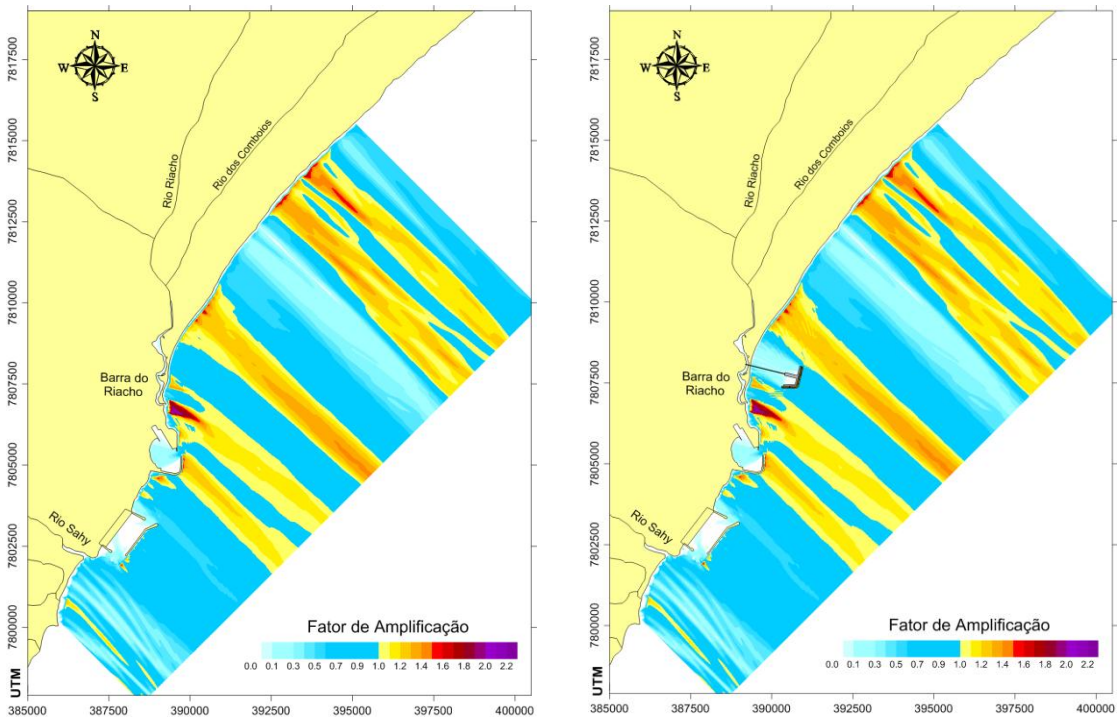 7817500
7815000
7812500
7810000
7807500
7805000
7802500
7800000
UTM
N
W E
S
Rio Riacho
Rio dos Comboios
Barra do
Riacho
Rio Sahy
Fator de Amplificação
0.0 0.1 0.3 0.5 0.7 0.9 1.0 1.2 1.4 1.6 1.8 2.0 2.2
385000 387500 390000 392500 395000 397500 400000
7817500
7815000
7812500
7810000
7807500
7805000
7802500
7800000
UTM
N
W E
S
Rio Riacho
Rio dos Comboios
Barra do
Riacho
Rio Sahy
Fator de Amplificação
0.0 0.1 0.3 0.5 0.7 0.9 1.0 1.2 1.4 1.6 1.8 2.0 2.2
385000 387500 390000 392500 395000 397500 400000